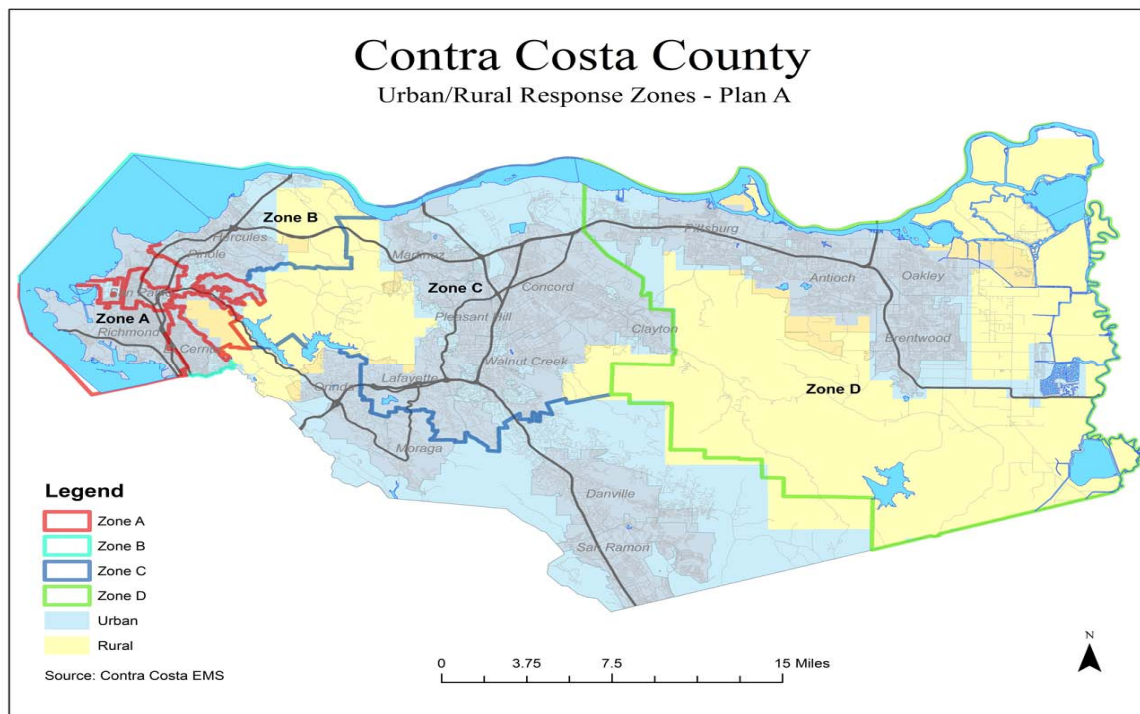 Contra Costa County
Urban/Rural Response Zones - Plan A
Zone B
Hercules
Pinole
Martinez
Pittsburg
Antioch
Oakley
San Pablo
Zone A
Richmond
El Cerrito
Zone C
Concord
Pleasant Hill
Clayton
Brentwood
Walnut Creek
Lafayette
Orinda
Zone D
Moraga
Danville
San Ramon
Legend
Zone A
Zone B
Zone C
Zone D
Urban
Rural
Source: Contra Costa EMS
0 3.75 7.5 15 Miles
N